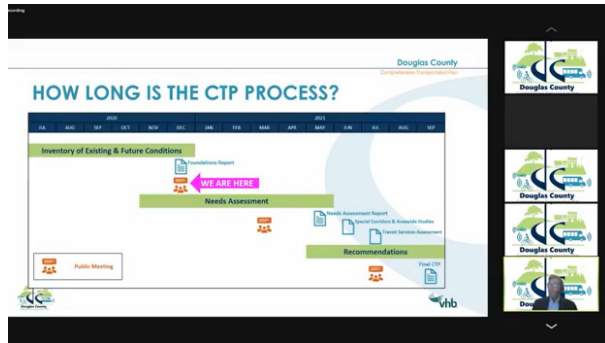 Recording
Douglas County
Comprehensive Transportation Plan
HOW LONG IS THE CTP PROCESS?
2020 2021
JUL AUG SEP OCT NOV DEC JAN FEB MAR APR MAY JUN JUL AUG SEP
Inventory of Existing & Future Conditions
Foundations Report
WE ARE HERE
Needs Assessment
Needs Assessment Report
Special Corridors & Areawide Studies
Transit Services Assessment
Recommendations
Public Meeting
Final CTP
Douglas County
vhb
Douglas County
Douglas County
Douglas County
Douglas County